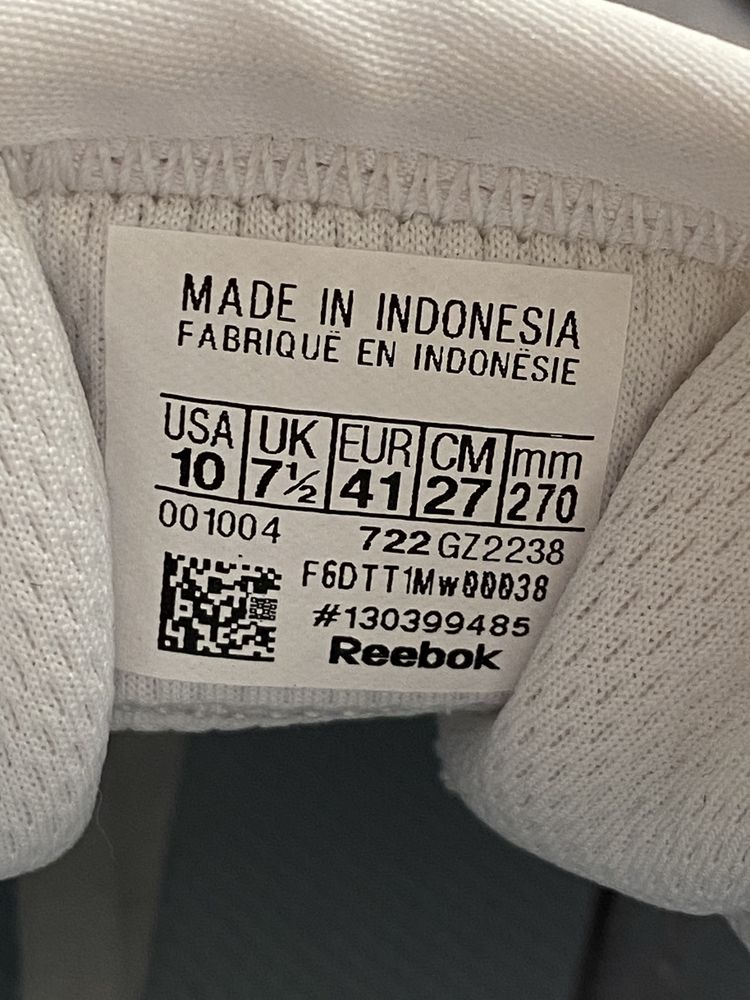 MADE IN INDONESIA
FABRIQUË EN INDONËSIE
USA UK EUR CM mm
10 7½ 41 27 270
001004 722 GZ2238
F6DTT1Mw00038
#130399485
Reebok